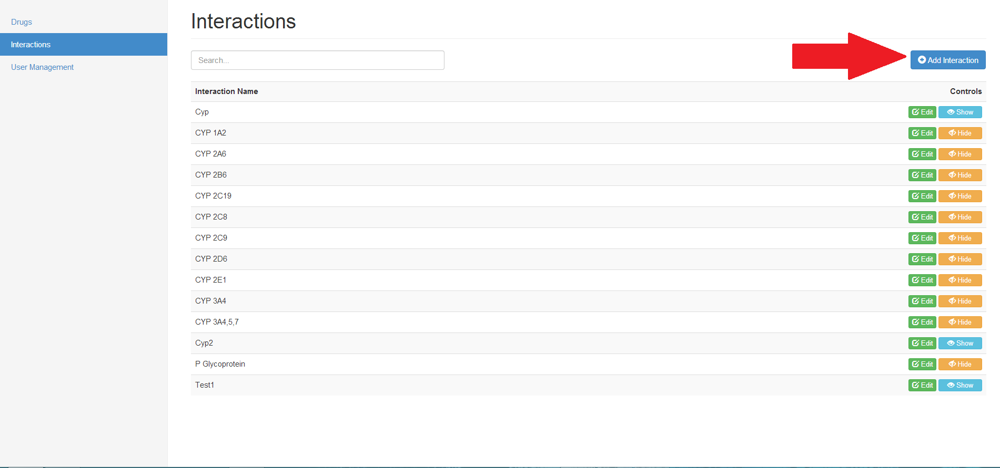 Drugs
Interactions
User Management
Interactions
Search...
Add Interaction
Interaction Name Controls
Cyp Edit Show
CYP 1A2 Edit Hide
CYP 2A6 Edit Hide
CYP 2B6 Edit Hide
CYP 2C19 Edit Hide
CYP 2C8 Edit Hide
CYP 2C9 Edit Hide
CYP 2D6 Edit Hide
CYP 2E1 Edit Hide
CYP 3A4 Edit Hide
CYP 3A4,5,7 Edit Hide
Cyp2 Edit Show
P Glycoprotein Edit Hide
Test1 Edit Show